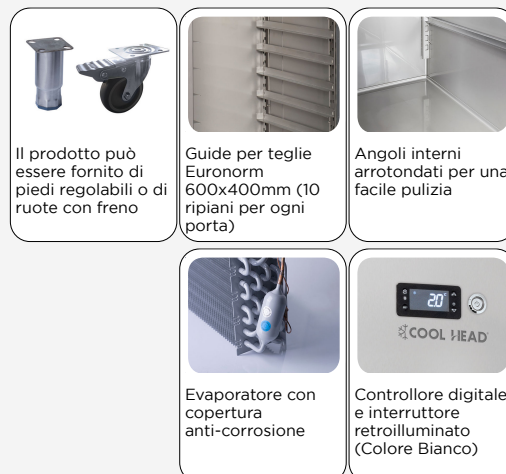 Il prodotto può
essere fornito di
piedi regolabili o di
ruote con freno
Guide per teglie
Euronorm
600x400mm (10
ripiani per ogni
porta)
Angoli interni
arrotondati per una
facile pulizia
2.0°
COOL HEAD
Evaporatore con
copertura
anti-corrosione
Controllore digitale
e interruttore
retroilluminato
(Colore Bianco)